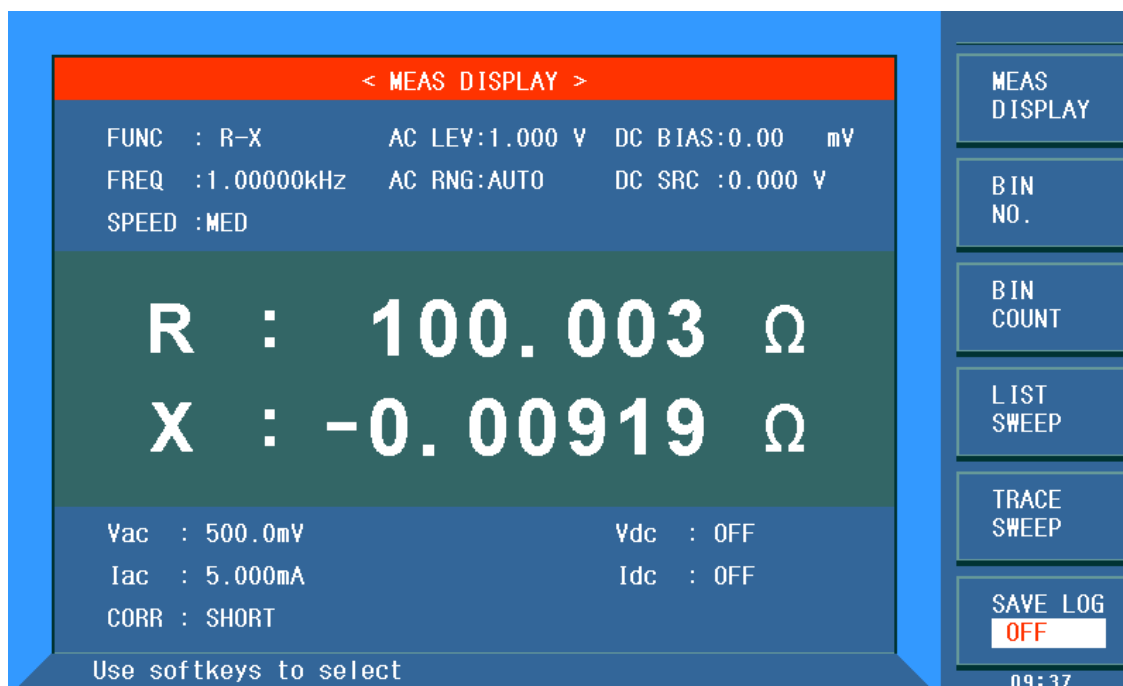 < MEAS DISPLAY >
FUNC : R-X AC LEV:1.000 V DC BIAS:0.00 mV
FREQ :1.00000kHz AC RNG:AUTO DC SRC :0.000 V
SPEED :MED
R : 100.003 Ω
X : -0.00919 Ω
Vac : 500.0mV Vdc : OFF
Iac : 5.000mA Idc : OFF
CORR : SHORT
Use softkeys to select
MEAS
DISPLAY
BIN
NO.
BIN
COUNT
LIST
SWEEP
TRACE
SWEEP
SAVE LOG
OFF
09:37